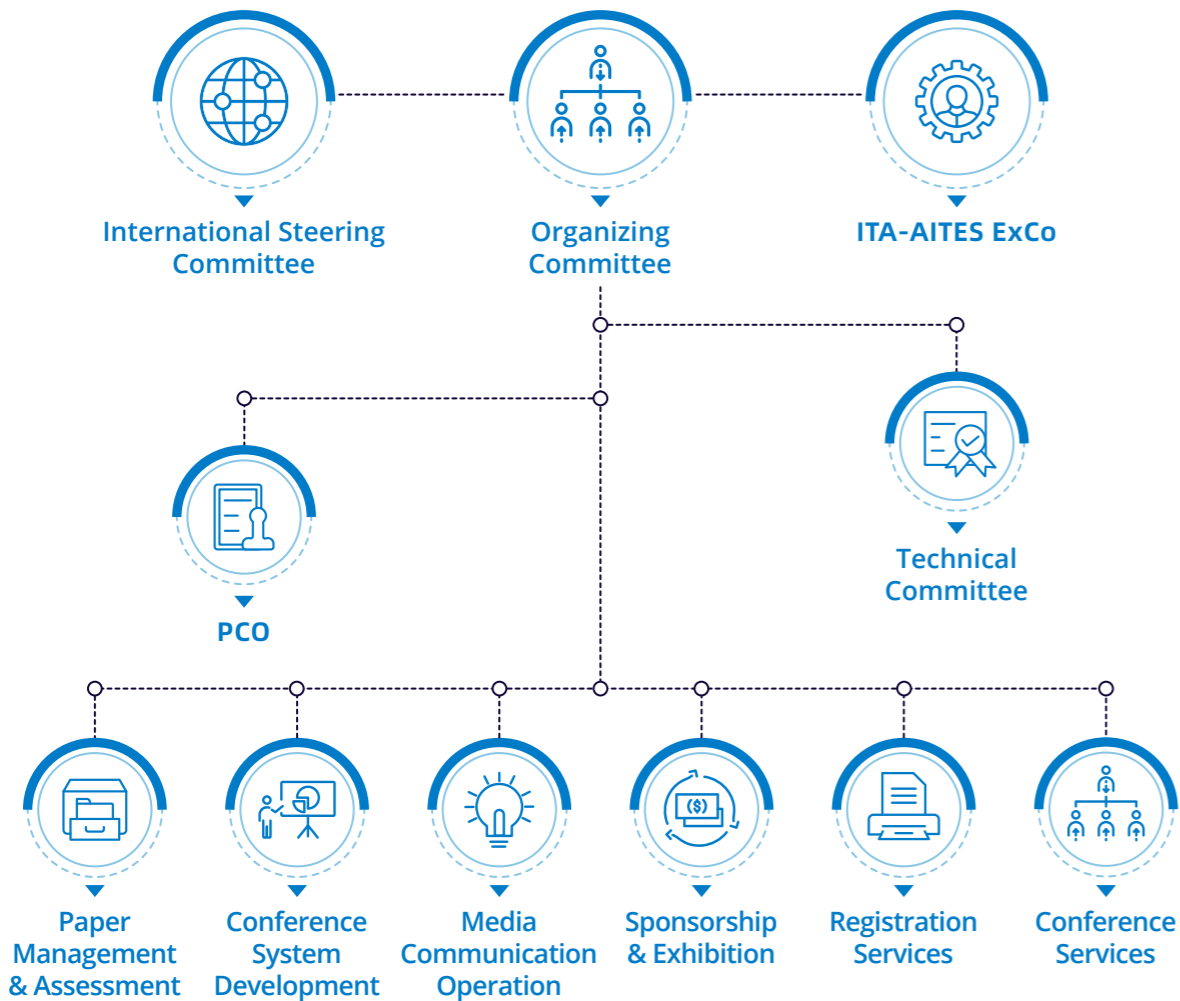 International Steering
Committee
Organizing
Committee
ITA-AITES ExCo
Technical
Committee
PCO
($)
Paper
Management
& Assessment
Conference
System
Development
Media
Communication
Operation
Sponsorship
& Exhibition
Registration
Services
Conference
Services